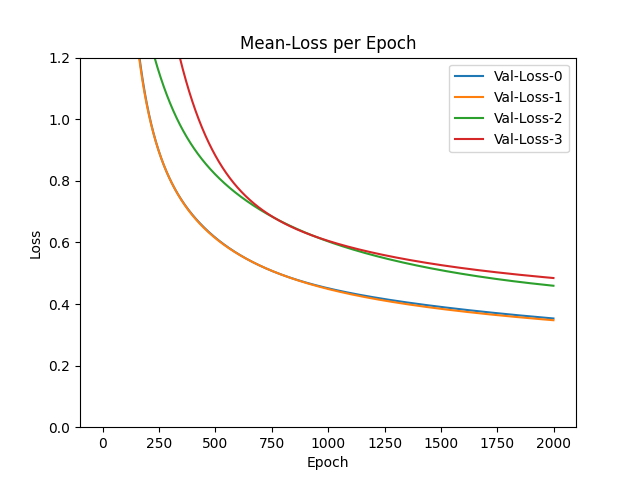 Mean-Loss per Epoch
Val-Loss-0
Val-Loss-1
Val-Loss-2
Val-Loss-3
Loss
1.2
1.0
0.8
0.6
0.4
0.2
0.0
0 250 500 750 1000 1250 1500 1750 2000
Epoch